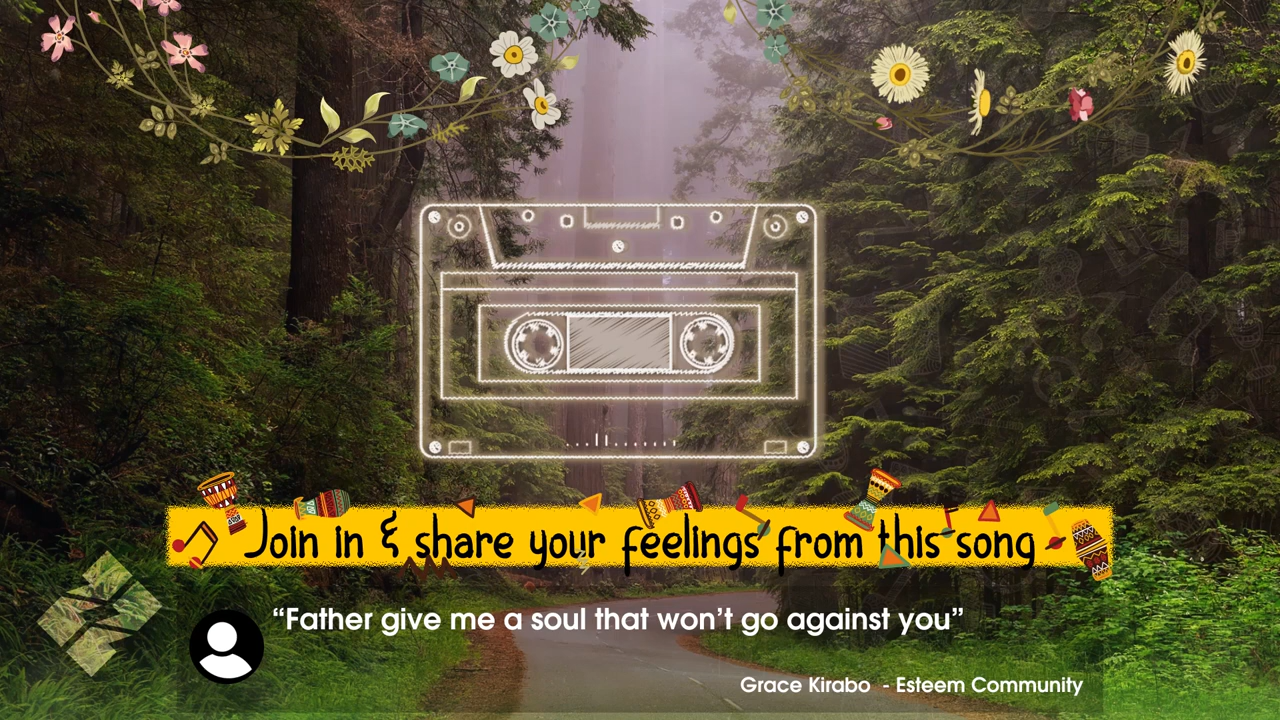 Join in & share your feelings from this song
“Father give me a soul that won’t go against you”
Grace Kirabo - Esteem Community